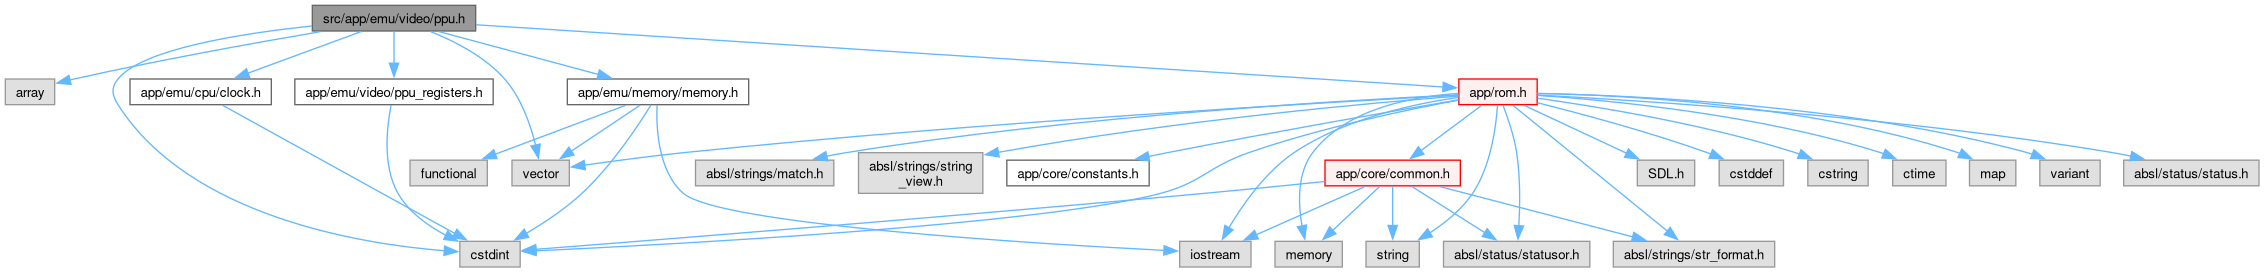 src/app/emu/video/ppu.h
array
app/emu/cpu/clock.h
app/emu/video/ppu_registers.h
app/emu/memory/memory.h
app/rom.h
functional
vector
absl/strings/match.h
absl/strings/string
_view.h
app/core/constants.h
app/core/common.h
SDL.h
cstddef
cstring
ctime
map
variant
absl/status/status.h
cstdint
iostream
memory
string
absl/status/statusor.h
absl/strings/str_format.h